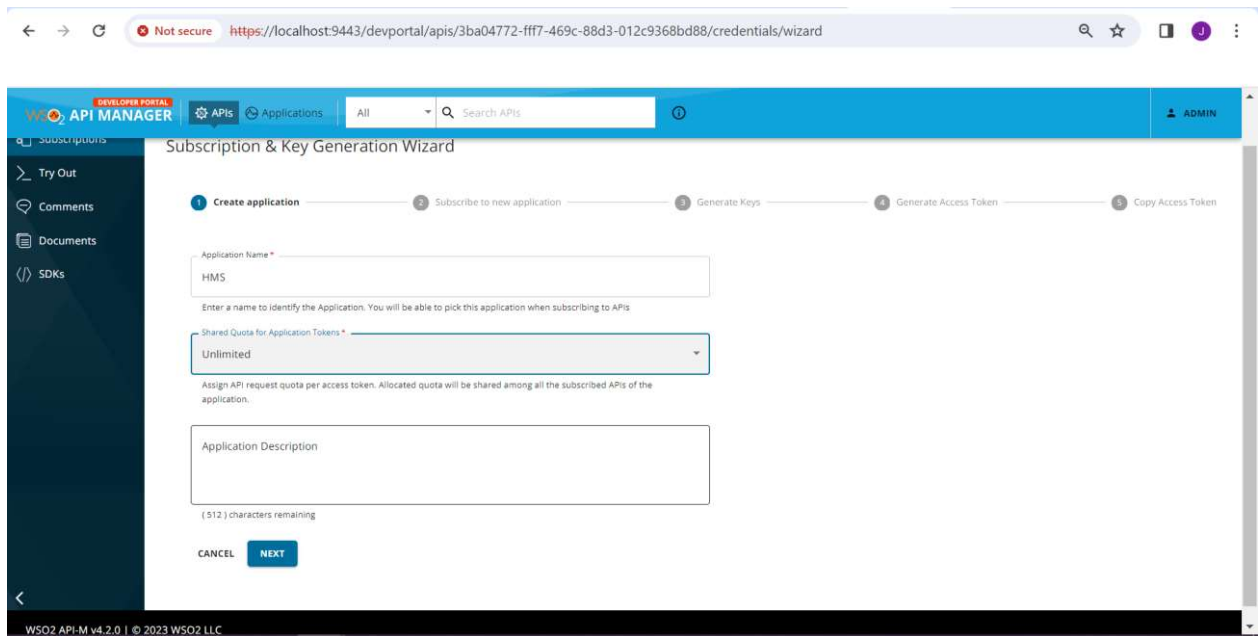 Not secure https://localhost:9443/devportal/apis/3ba04772-fff7-469c-88d3-012c9368bd88/credentials/wizard
J
DEVELOPER PORTAL
WSO2 API MANAGER
APIs
Applications
All
Search APIs
ADMIN
Subscriptions
Try Out
Comments
Documents
SDKs
Subscription & Key Generation Wizard
1 Create application
2 Subscribe to new application
3 Generate Keys
4 Generate Access Token
5 Copy Access Token
Application Name *
HMS
Enter a name to identify the Application. You will be able to pick this application when subscribing to APIs
Shared Quota for Application Tokens *
Unlimited
Assign API request quota per access token. Allocated quota will be shared among all the subscribed APIs of the
application.
Application Description
( 512 ) characters remaining
CANCEL
NEXT
WSO2 API-M v4.2.0 | © 2023 WSO2 LLC